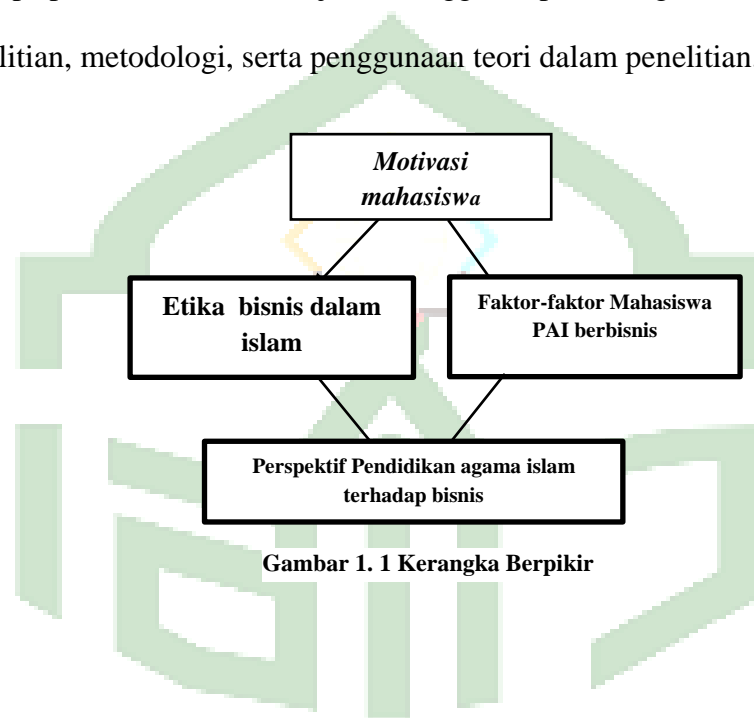 litian, metodologi, serta penggunaan teori dalam penelitian
Motivasi
mahasiswa
Etika bisnis dalam
islam
Faktor-faktor Mahasiswa
PAI berbisnis
Perspektif Pendidikan agama islam
terhadap bisnis
Gambar 1. 1 Kerangka Berpikir